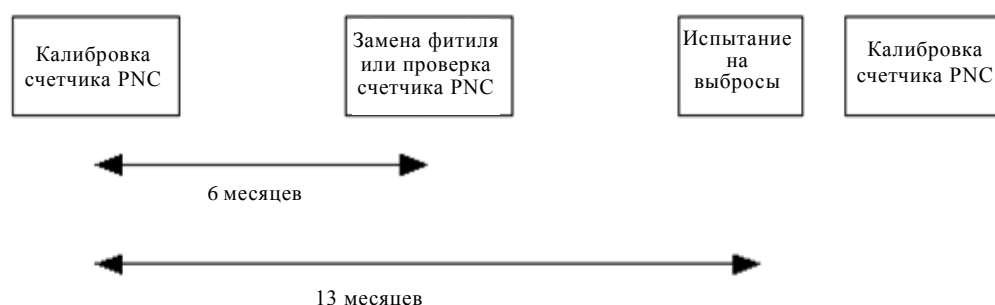 Калибровка
счетчика PNC
Замена фитиля
или проверка
счетчика PNC
Испытание
на
выбросы
Калибровка
счетчика PNC
6 месяцев
13 месяцев